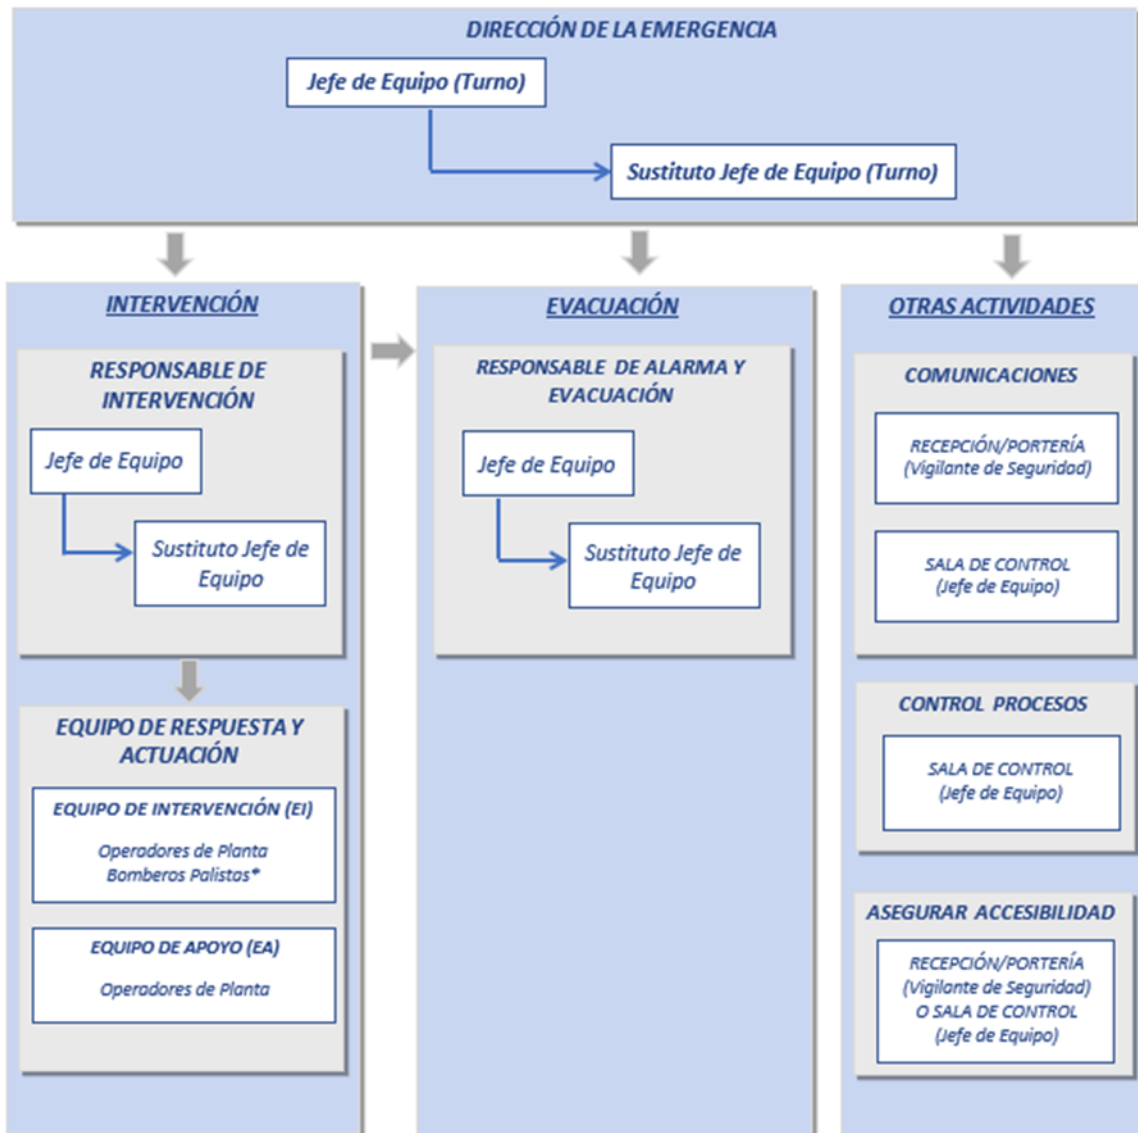 DIRECCIÓN DE LA EMERGENCIA
Jefe de Equipo (Turno)
Sustituto Jefe de Equipo (Turno)
INTERVENCIÓN
RESPONSABLE DE
INTERVENCIÓN
Jefe de Equipo
Sustituto Jefe de
Equipo
EQUIPO DE RESPUESTA Y
ACTUACIÓN
EQUIPO DE INTERVENCIÓN (EI)
Operadores de Planta
Bomberos Palistas*
EQUIPO DE APOYO (EA)
Operadores de Planta
EVACUACIÓN
RESPONSABLE DE ALARMA Y
EVACUACIÓN
Jefe de Equipo
Sustituto Jefe de
Equipo
OTRAS ACTIVIDADES
COMUNICACIONES
RECEPCIÓN/PORTERÍA
(Vigilante de Seguridad)
SALA DE CONTROL
(Jefe de Equipo)
CONTROL PROCESOS
SALA DE CONTROL
(Jefe de Equipo)
ASEGURAR ACCESIBILIDAD
RECEPCIÓN/PORTERÍA
(Vigilante de Seguridad)
O SALA DE CONTROL
(Jefe de Equipo)